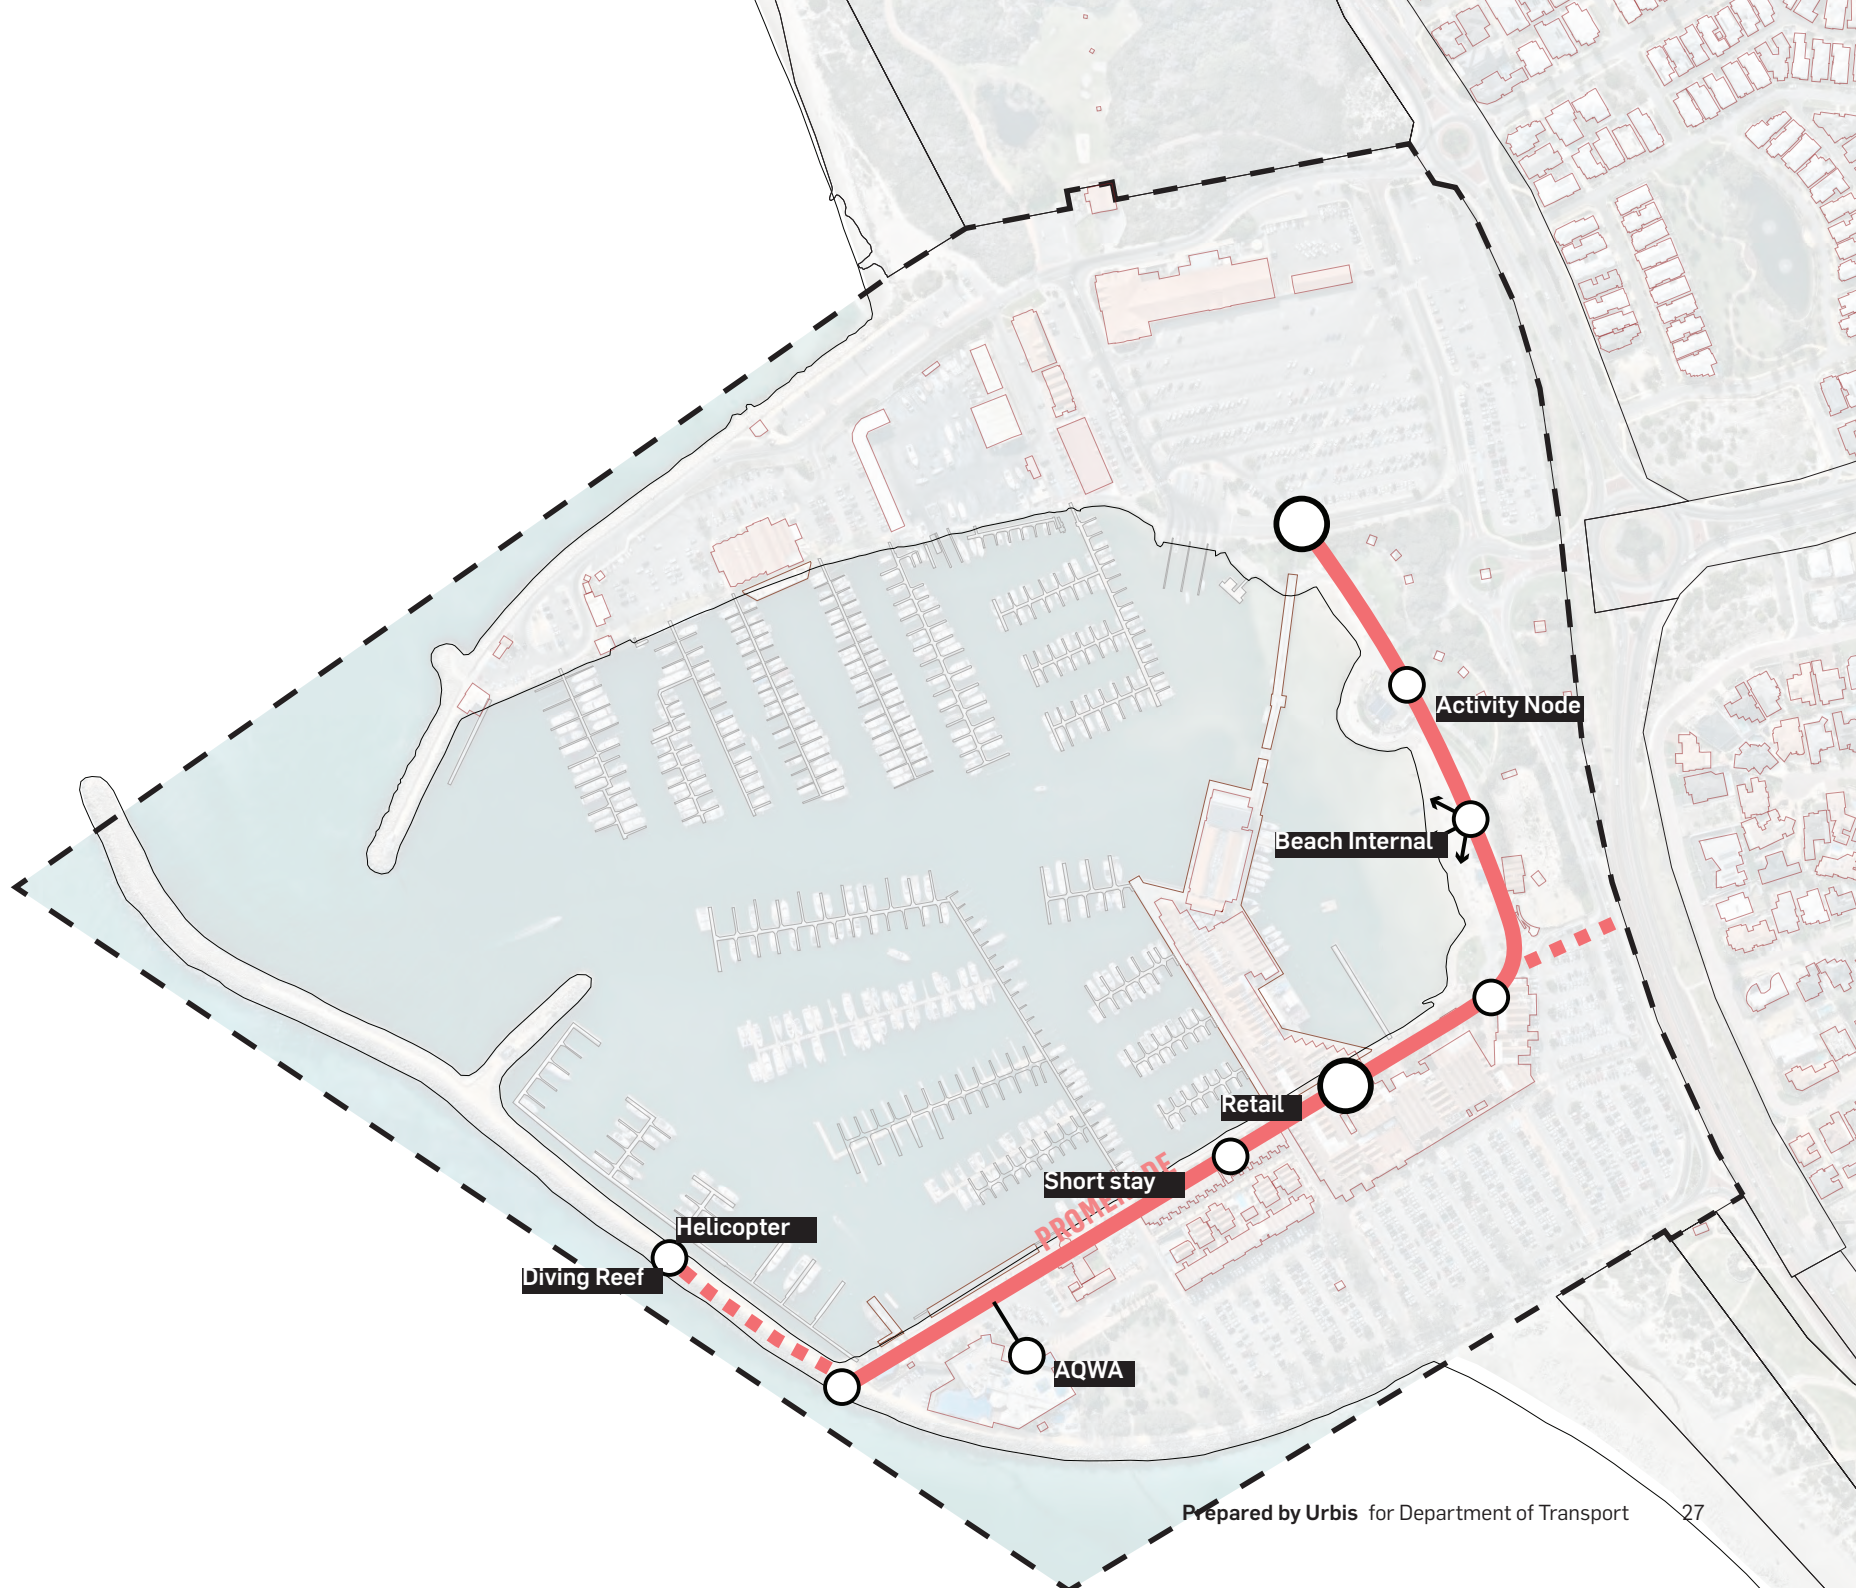 Activity Node
Beach Internal
Retail
Short stay
PROMENADE
Helicopter
Diving Reef
AQWA
Prepared by Urbis for Department of Transport 27